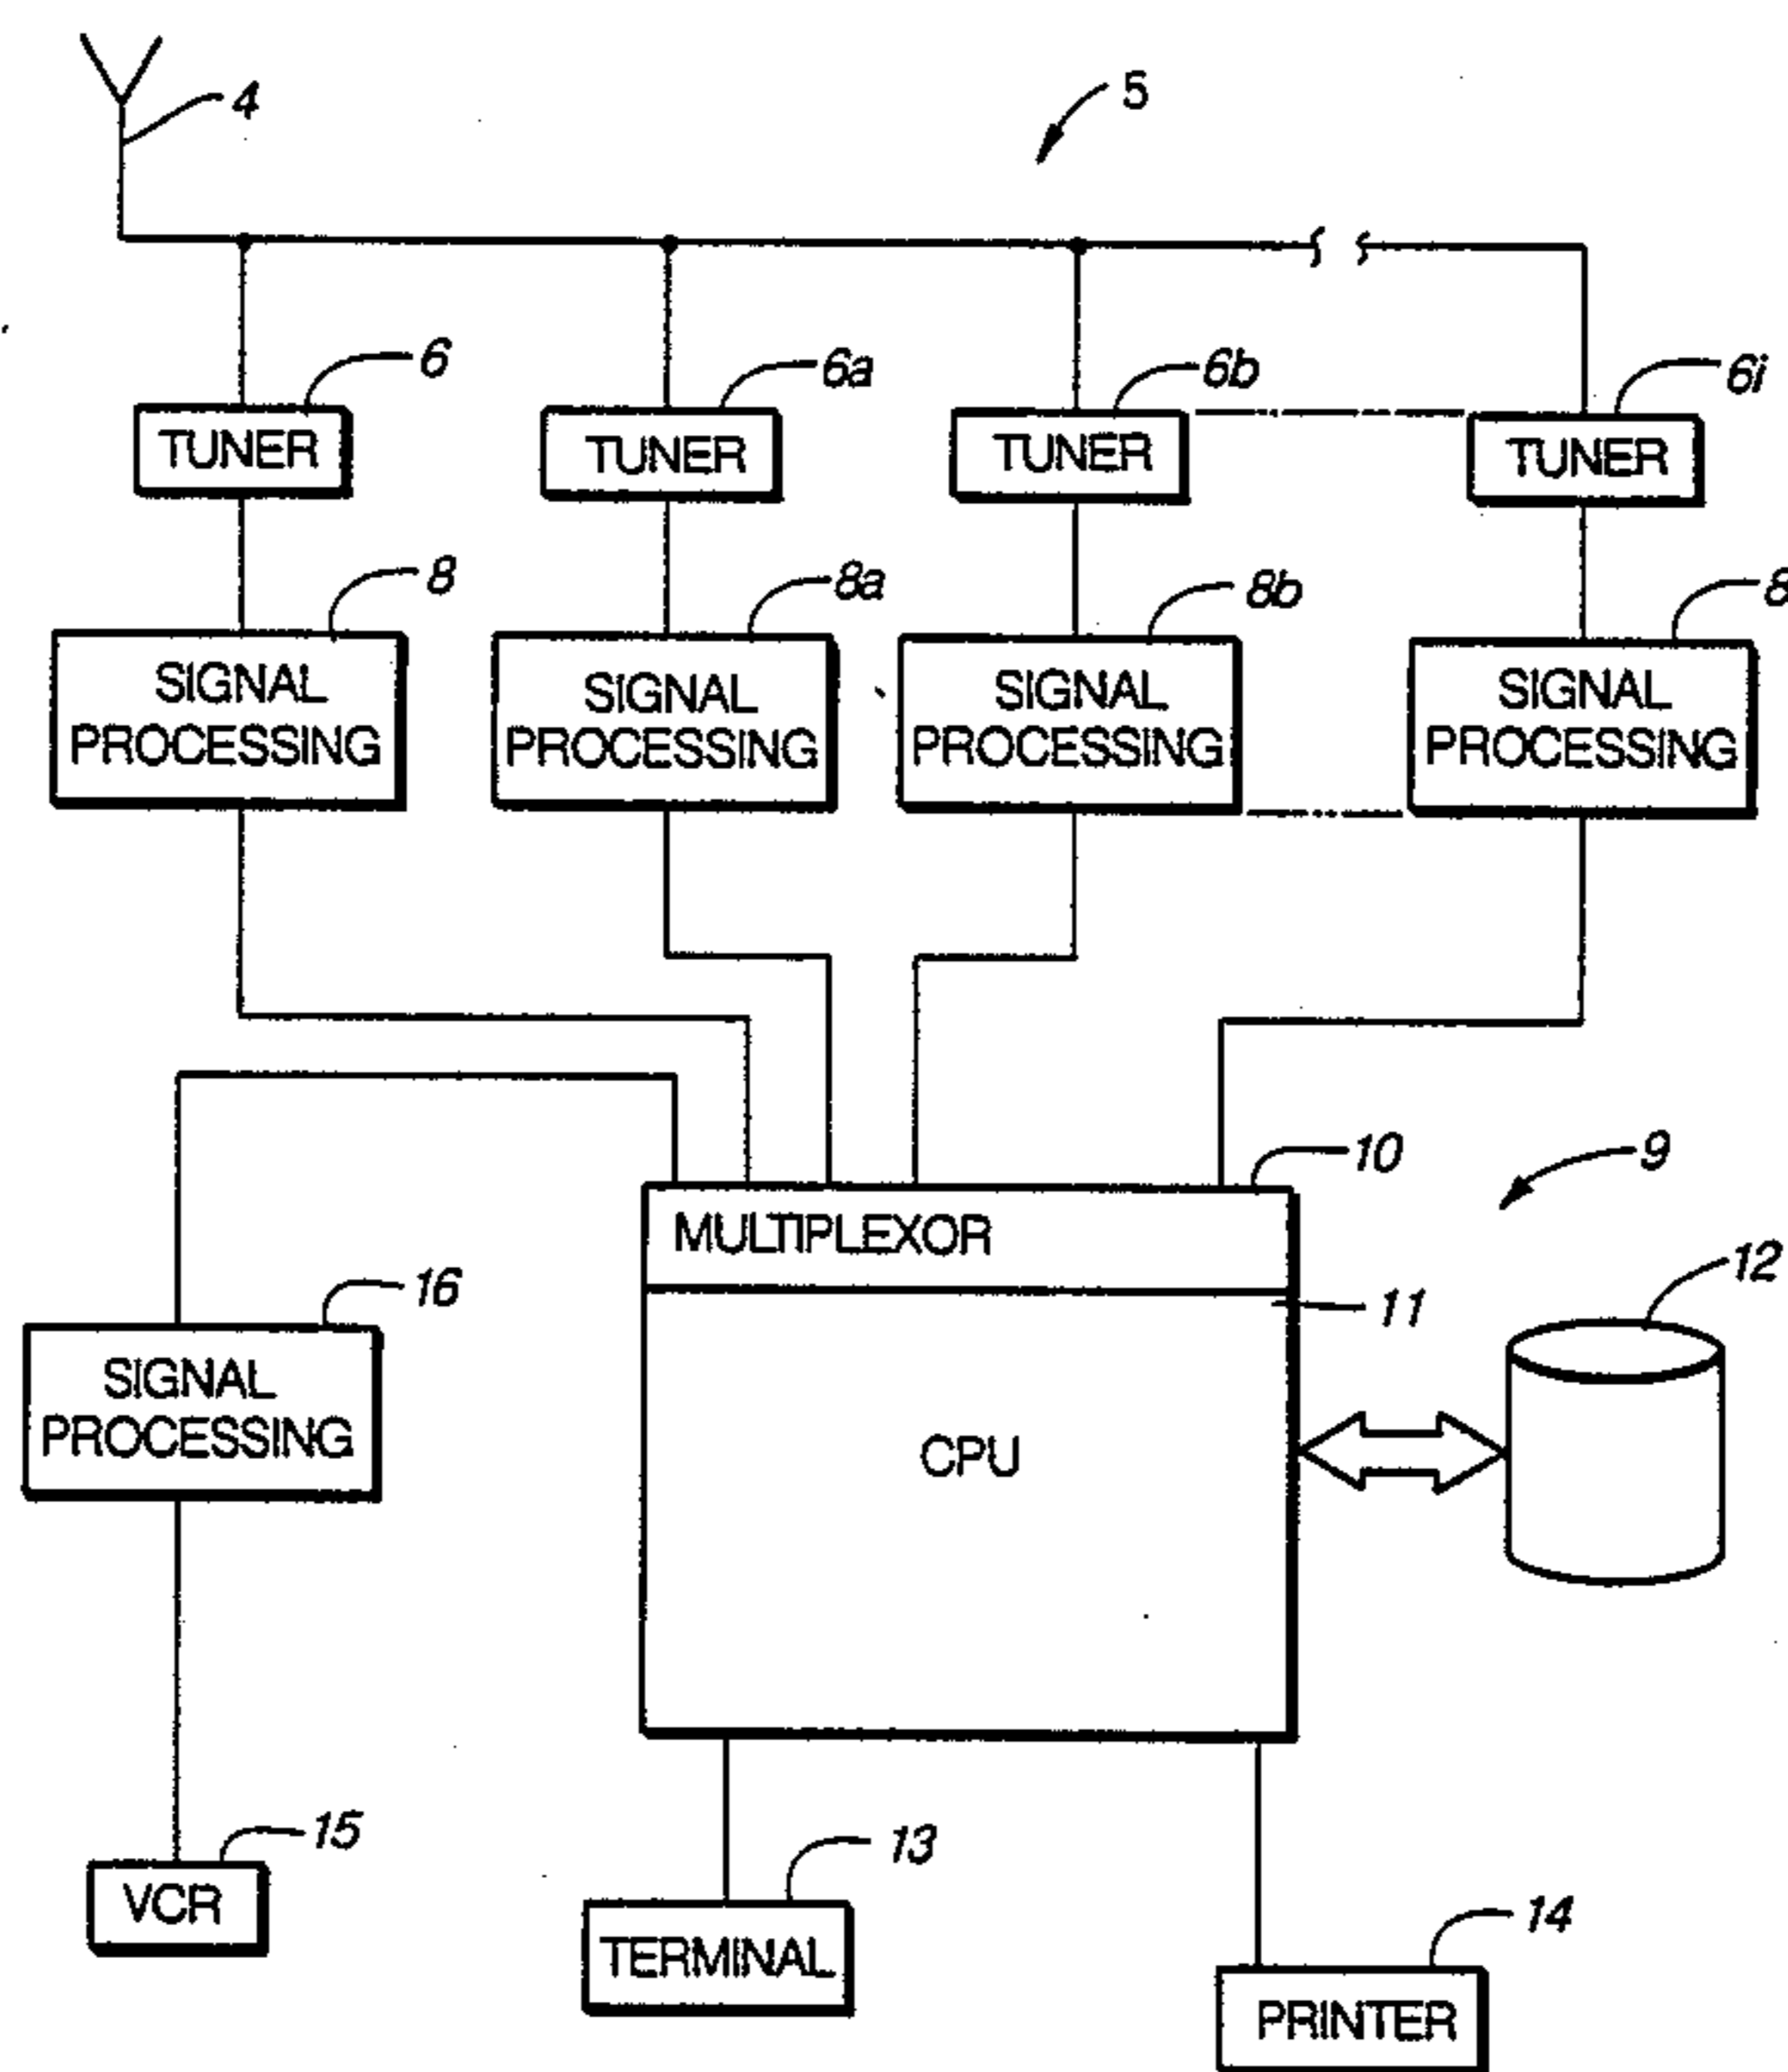 4
5
6
6a
6b
6i
TUNER
TUNER
TUNER
TUNER
8
8a
8b
8
SIGNAL
PROCESSING
SIGNAL
PROCESSING
SIGNAL
PROCESSING
SIGNAL
PROCESSING
10
9
MULTIPLEXOR
12
16
11
SIGNAL
PROCESSING
CPU
15
13
VCR
14
TERMINAL
PRINTER